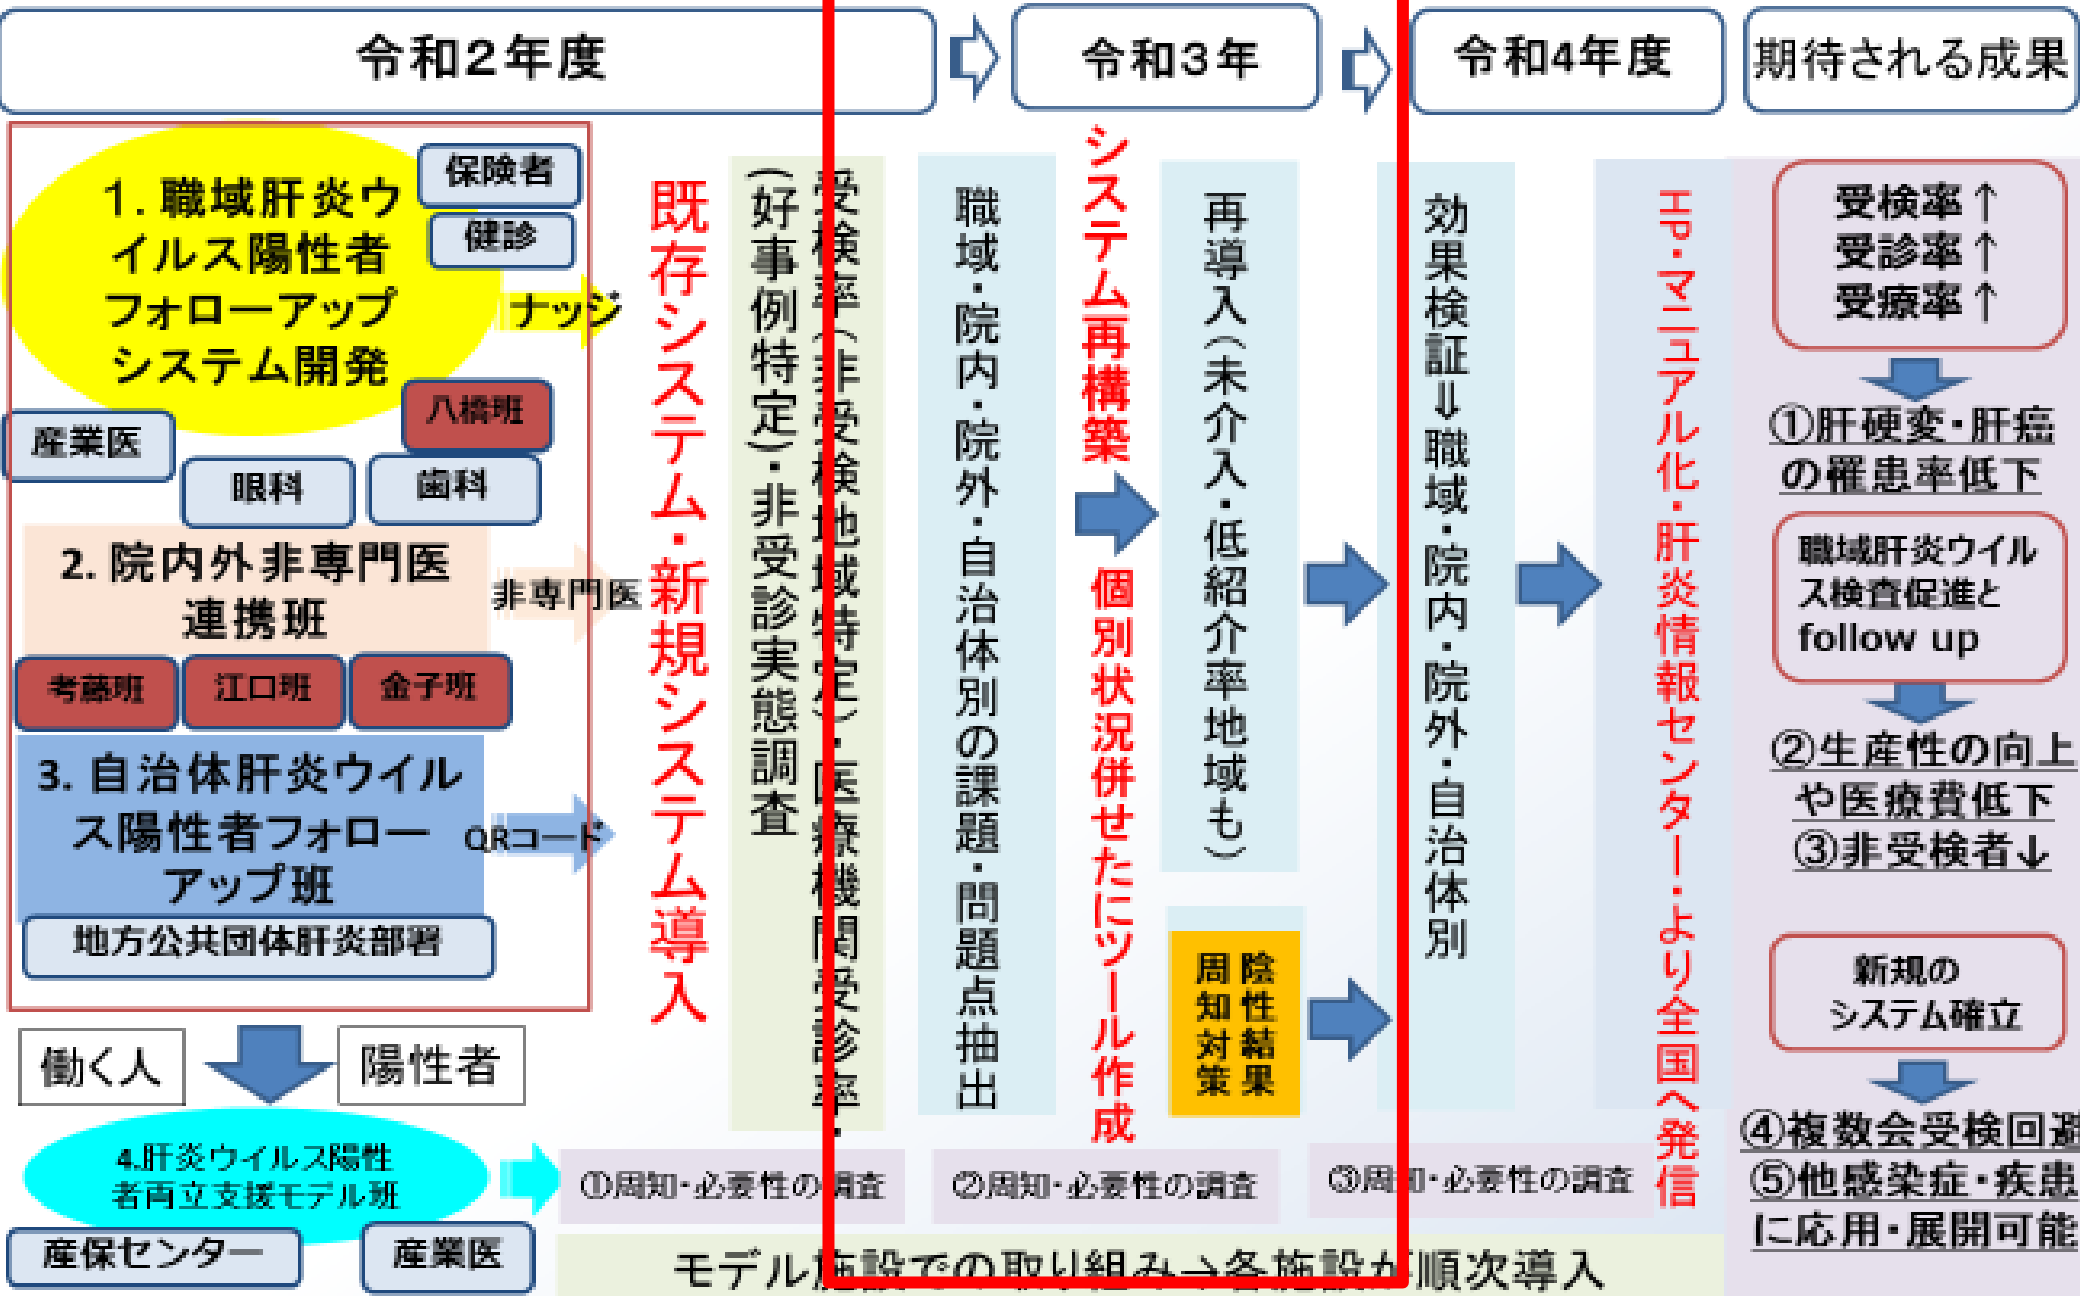 令和２年度
令和３年
令和4年度
期待される成果
1. 職域肝炎ウ
イルス陽性者
フォローアップ
システム開発
保険者
健診
ナッジ
八橋班
産業医
眼科
歯科
2. 院内外非専門医
連携班
非専門医
考藤班
江口班
金子班
3. 自治体肝炎ウイル
ス陽性者フォロー
アップ班
QRコード
地方公共団体肝炎部署
働く人
陽性者
4.肝炎ウイルス陽性
者両立支援モデル班
産保センター
産業医
既存システム・新規システム導入
受検率（非受検地域特定）・医療機関受診率・
（好事例特定）・非受診実態調査
職域・院内・院外・自治体別の課題・問題点抽出
システム再構築
個別状況併せたにツール作成
再導入（未介入・低紹介率地域も）
陰性結果
周知対策
効果検証⇒職域・院内・院外・自治体別
HP・マニュアル化・肝炎情報センター・より全国へ発信
①周知・必要性の調査
②周知・必要性の調査
③周知・必要性の調査
モデル施設での取り組み→各施設が順次導入
受検率↑
受診率↑
受療率↑
①肝硬変・肝癌
の罹患率低下
職域肝炎ウイル
ス検査促進と
follow up
②生産性の向上
や医療費低下
③非受検者↓
新規の
システム確立
④複数会受検回避
⑤他感染症・疾患
に応用・展開可能